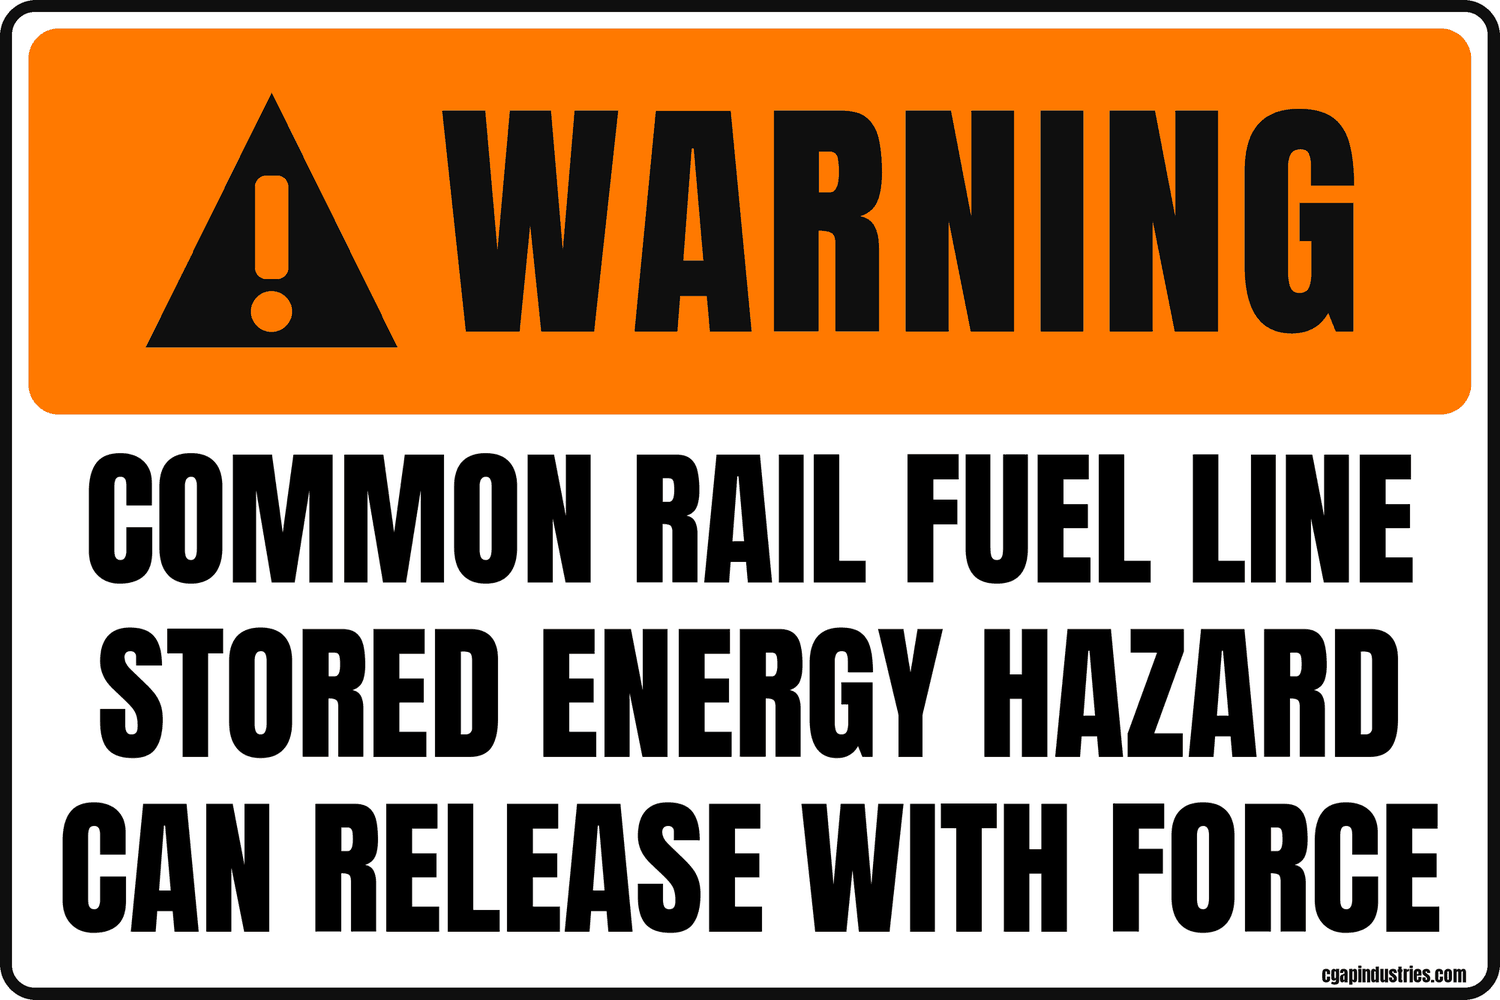 WARNING
COMMON RAIL FUEL LINE
STORED ENERGY HAZARD
CAN RELEASE WITH FORCE
cgapindustries.com